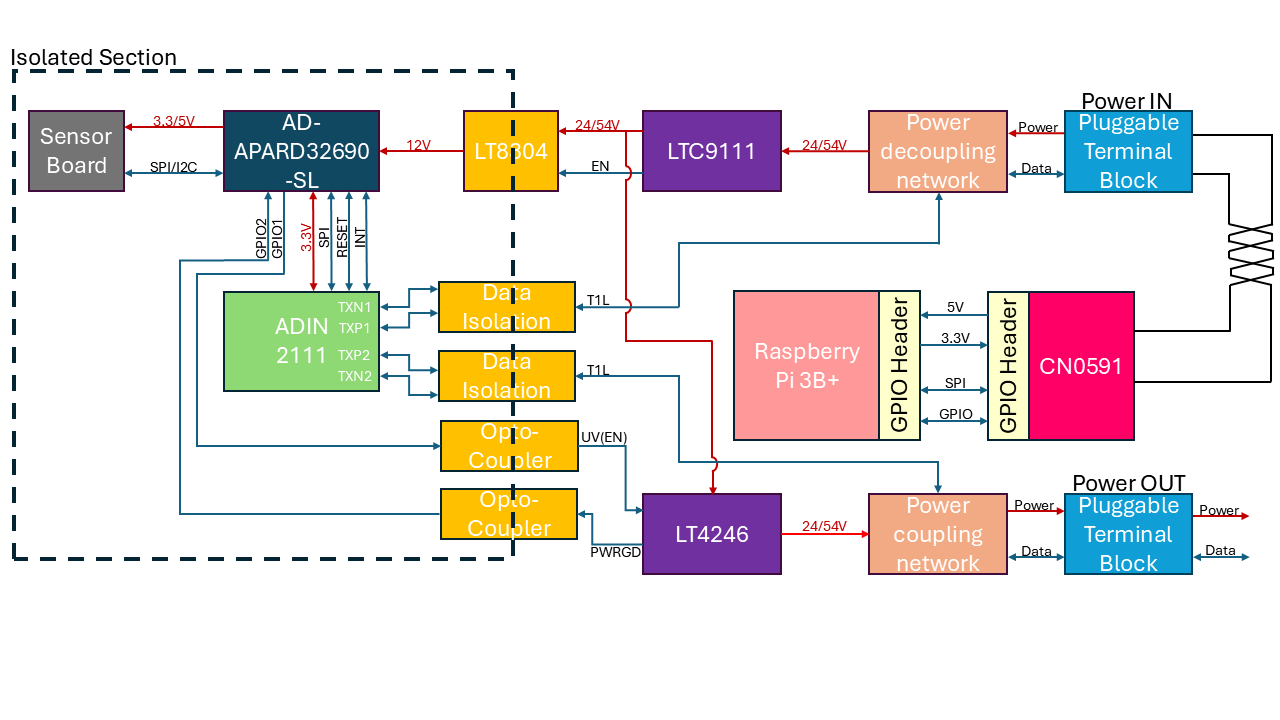 Isolated Section
Power IN
Sensor
Board
3.3/5V
SPI/I2C
AD-
APARD32690
-SL
12V
LT8304
24/54V
EN
LTC9111
24/54V
Power
decoupling
network
Power
Data
Pluggable
Terminal
Block
GPIO2
GPIO1
3.3V
SPI
RESET
INT
ADIN
2111
TXN1
TXP1
TXP2
TXN2
Data
Isolation
T1L
Data
Isolation
T1L
Opto-
Coupler
UV(EN)
Opto-
Coupler
PWRGD
Raspberry
Pi 3B+
GPIO Header
5V
3.3V
SPI
GPIO
GPIO Header
CN0591
Power OUT
LT4246
24/54V
Power
coupling
network
Power
Data
Pluggable
Terminal
Block
Power
Data